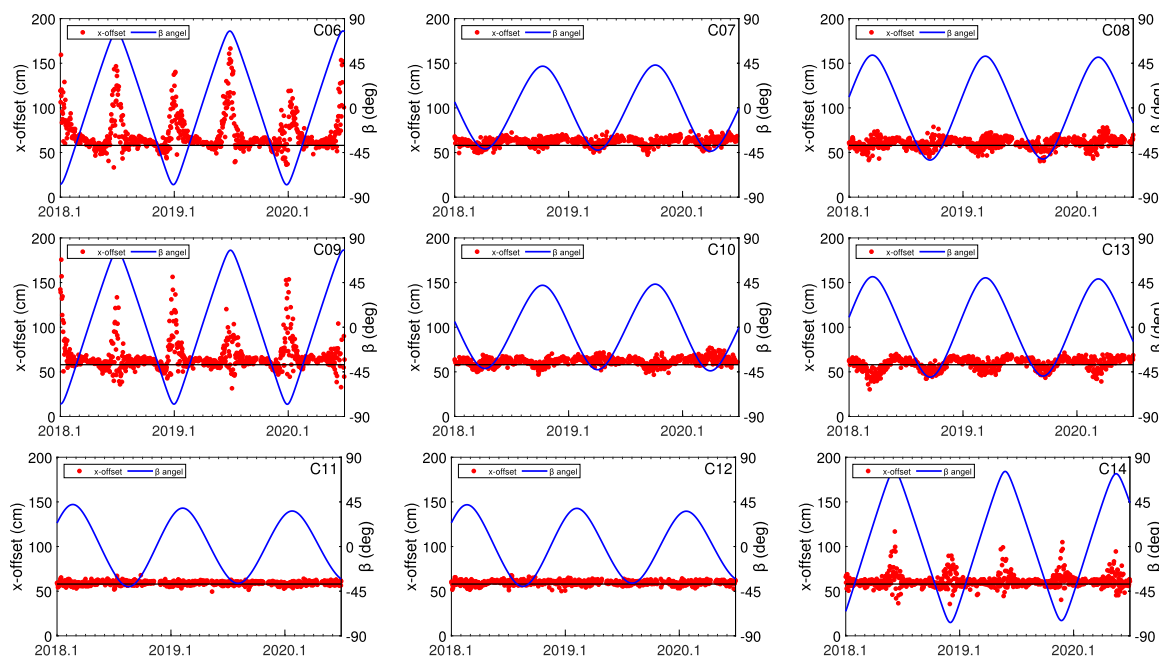 x-offset β angel C06
x-offset (cm)
200
150
100
50
0
90
45
0
-45
-90
β (deg)
2018.1 2019.1 2020.1
x-offset β angel C07
x-offset (cm)
200
150
100
50
0
90
45
0
-45
-90
β (deg)
2018.1 2019.1 2020.1
x-offset β angel C08
x-offset (cm)
200
150
100
50
0
90
45
0
-45
-90
β (deg)
2018.1 2019.1 2020.1
x-offset β angel C09
x-offset (cm)
200
150
100
50
0
90
45
0
-45
-90
β (deg)
2018.1 2019.1 2020.1
x-offset β angel C10
x-offset (cm)
200
150
100
50
0
90
45
0
-45
-90
β (deg)
2018.1 2019.1 2020.1
x-offset β angel C13
x-offset (cm)
200
150
100
50
0
90
45
0
-45
-90
β (deg)
2018.1 2019.1 2020.1
x-offset β angel C11
x-offset (cm)
200
150
100
50
0
90
45
0
-45
-90
β (deg)
2018.1 2019.1 2020.1
x-offset β angel C12
x-offset (cm)
200
150
100
50
0
90
45
0
-45
-90
β (deg)
2018.1 2019.1 2020.1
x-offset β angel C14
x-offset (cm)
200
150
100
50
0
90
45
0
-45
-90
β (deg)
2018.1 2019.1 2020.1